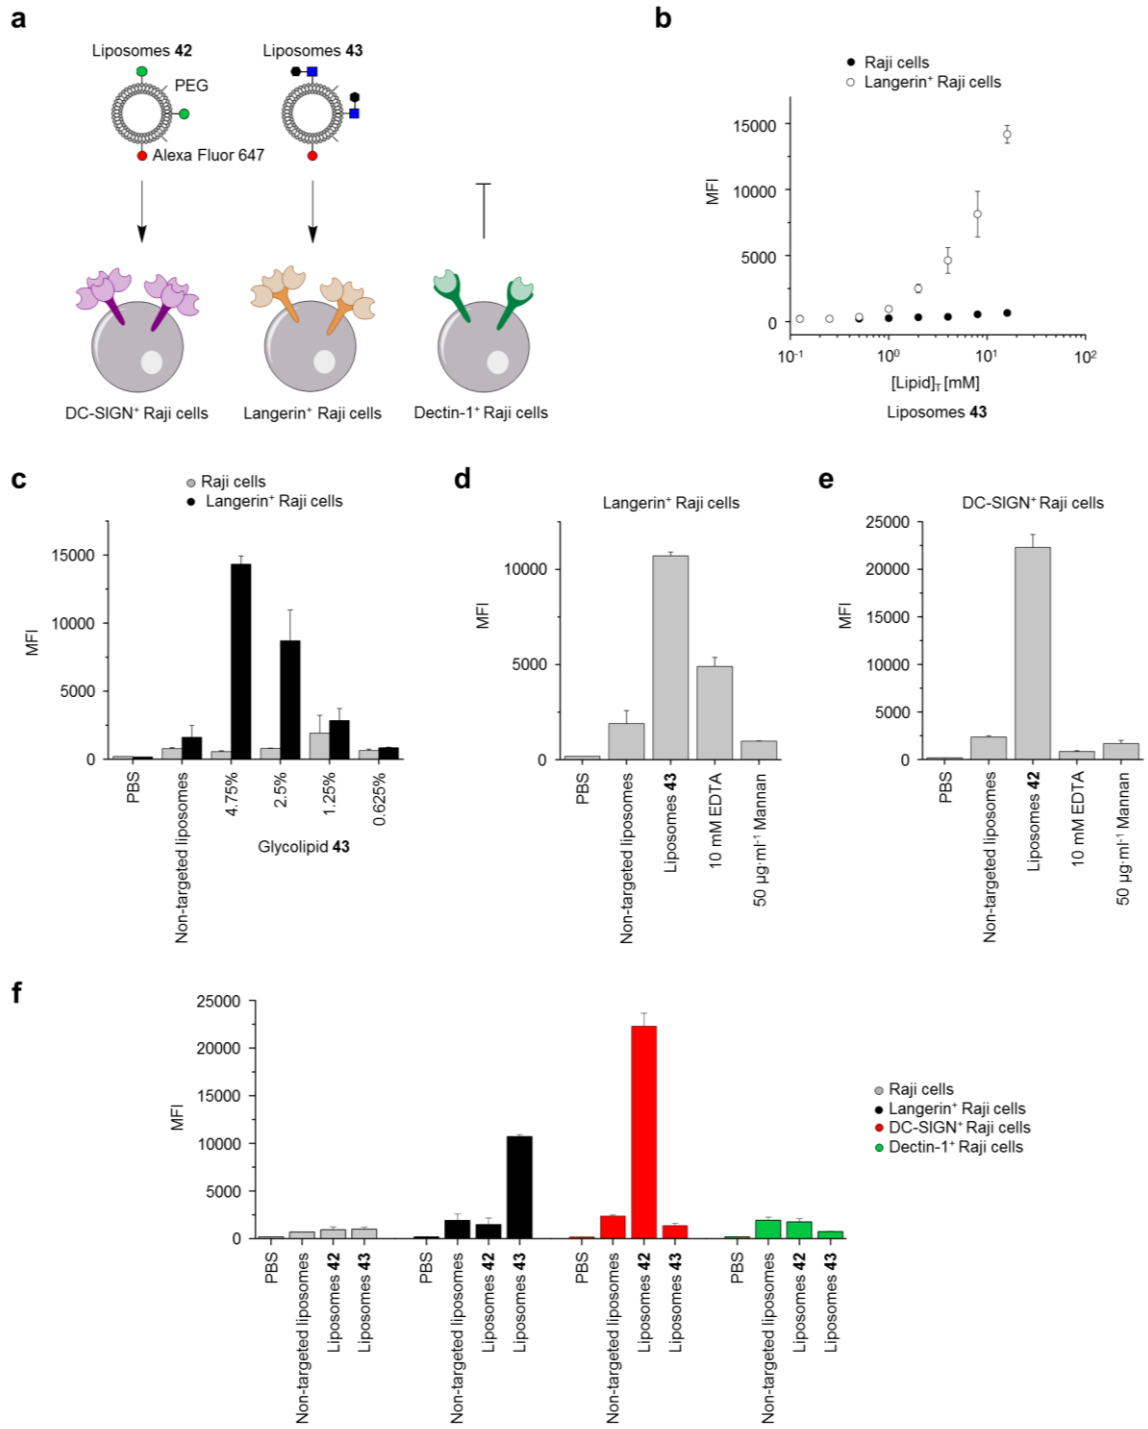 a
Liposomes 42
Liposomes 43
PEG
Alexa Fluor 647
DC-SIGN⁺ Raji cells
Langerin⁺ Raji cells
Dectin-1⁺ Raji cells
b
Raji cells
Langerin⁺ Raji cells
MFI
15000
10000
5000
0
10⁻¹
10⁰
10¹
10²
[Lipid]T [mM]
Liposomes 43
c
Raji cells
Langerin⁺ Raji cells
MFI
15000
10000
5000
0
PBS
Non-targeted liposomes
4.75%
2.5%
1.25%
0.625%
Glycolipid 43
d
Langerin⁺ Raji cells
MFI
10000
5000
0
PBS
Non-targeted liposomes
Liposomes 43
10 mM EDTA
50 µg·ml⁻¹ Mannan
e
DC-SIGN⁺ Raji cells
MFI
25000
20000
15000
10000
5000
0
PBS
Non-targeted liposomes
Liposomes 42
10 mM EDTA
50 µg·ml⁻¹ Mannan
f
MFI
25000
20000
15000
10000
5000
0
PBS
Non-targeted liposomes
Liposomes 42
Liposomes 43
PBS
Non-targeted liposomes
Liposomes 42
Liposomes 43
PBS
Non-targeted liposomes
Liposomes 42
Liposomes 43
PBS
Non-targeted liposomes
Liposomes 42
Liposomes 43
Raji cells
Langerin⁺ Raji cells
DC-SIGN⁺ Raji cells
Dectin-1⁺ Raji cells